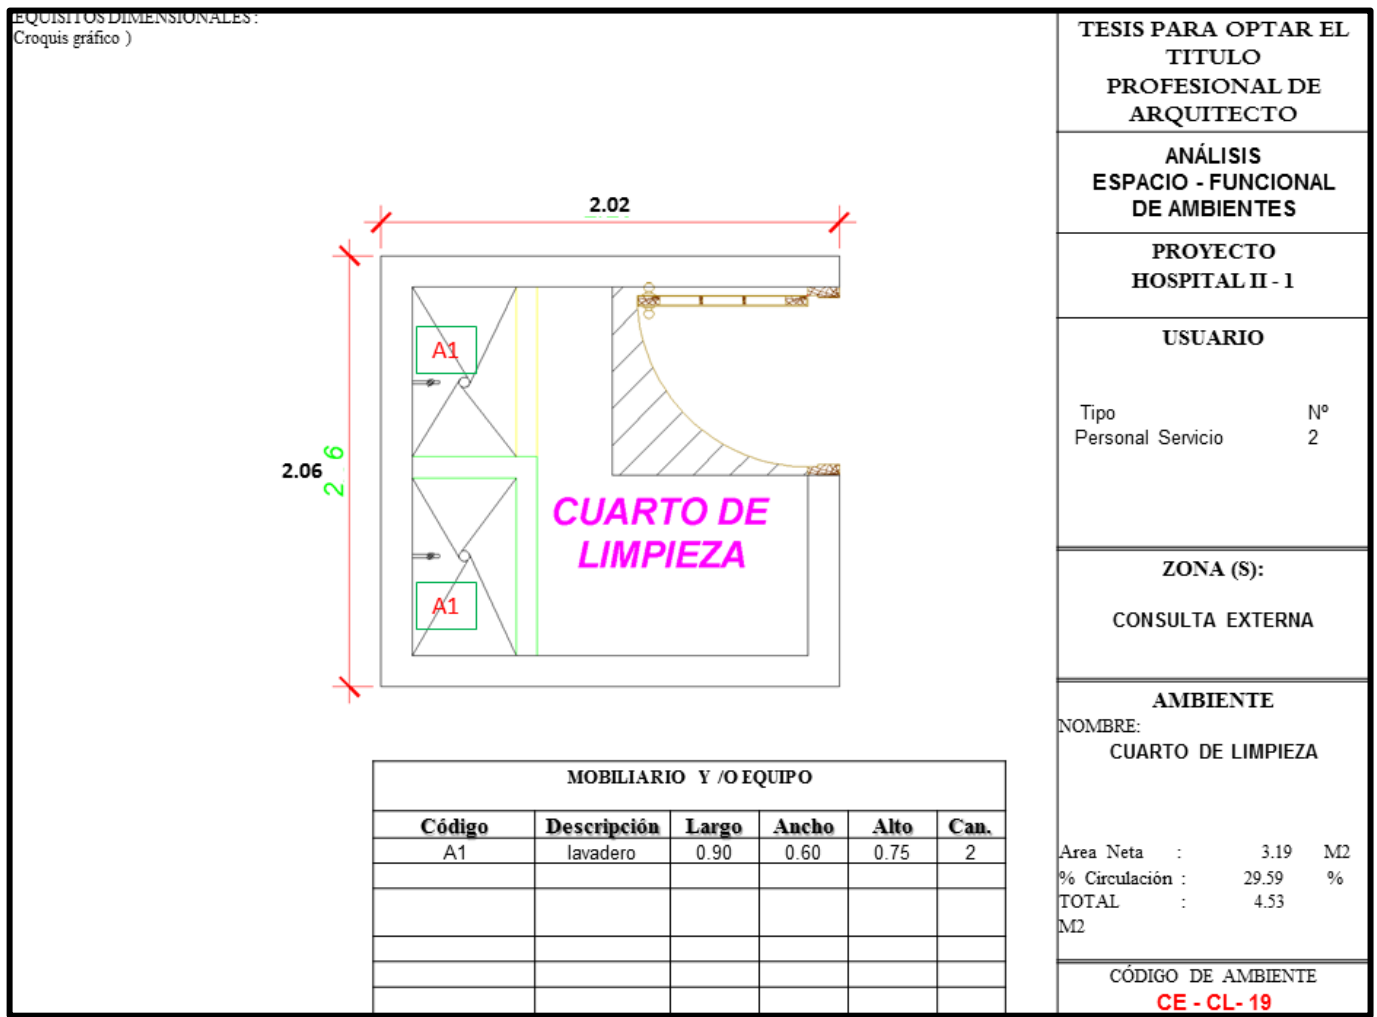 EQUISITOS DIMENSIONALES :
Croquis gráfico )
2.02
2.06
2 6
A1
A1
CUARTO DE
LIMPIEZA
MOBILIARIO Y /O EQUIPO
Código Descripción Largo Ancho Alto Can.
A1 lavadero 0.90 0.60 0.75 2
TESIS PARA OPTAR EL
TITULO
PROFESIONAL DE
ARQUITECTO
ANÁLISIS
ESPACIO - FUNCIONAL
DE AMBIENTES
PROYECTO
HOSPITAL II - 1
USUARIO
Tipo Nº
Personal Servicio 2
ZONA (S):
CONSULTA EXTERNA
AMBIENTE
NOMBRE:
CUARTO DE LIMPIEZA
Area Neta : 3.19 M2
% Circulación : 29.59 %
TOTAL : 4.53
M2
CÓDIGO DE AMBIENTE
CE - CL- 19